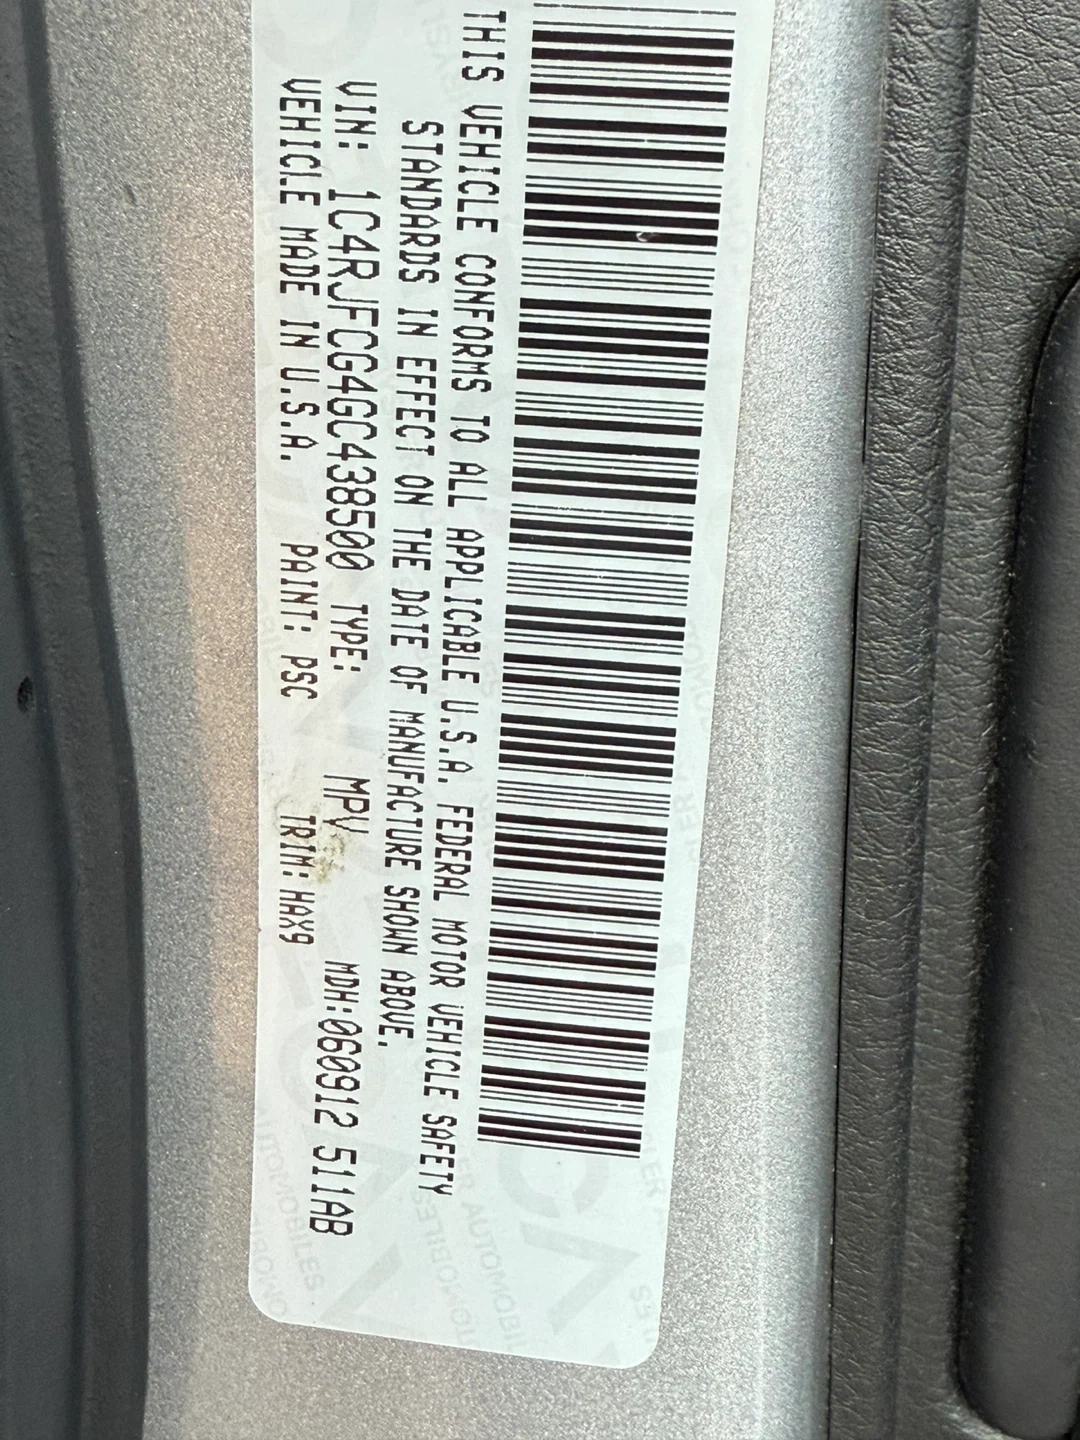 THIS VEHICLE CONFORMS TO ALL APPLICABLE U.S.A. FEDERAL MOTOR VEHICLE SAFETY
STANDARDS IN EFFECT ON THE DATE OF MANUFACTURE SHOWN ABOVE.
VIN: 1C4RJFCG4GC438500 TYPE: MPV MDH:060912 511AB
VEHICLE MADE IN U.S.A. PAINT: PSC TRIM: HAX9